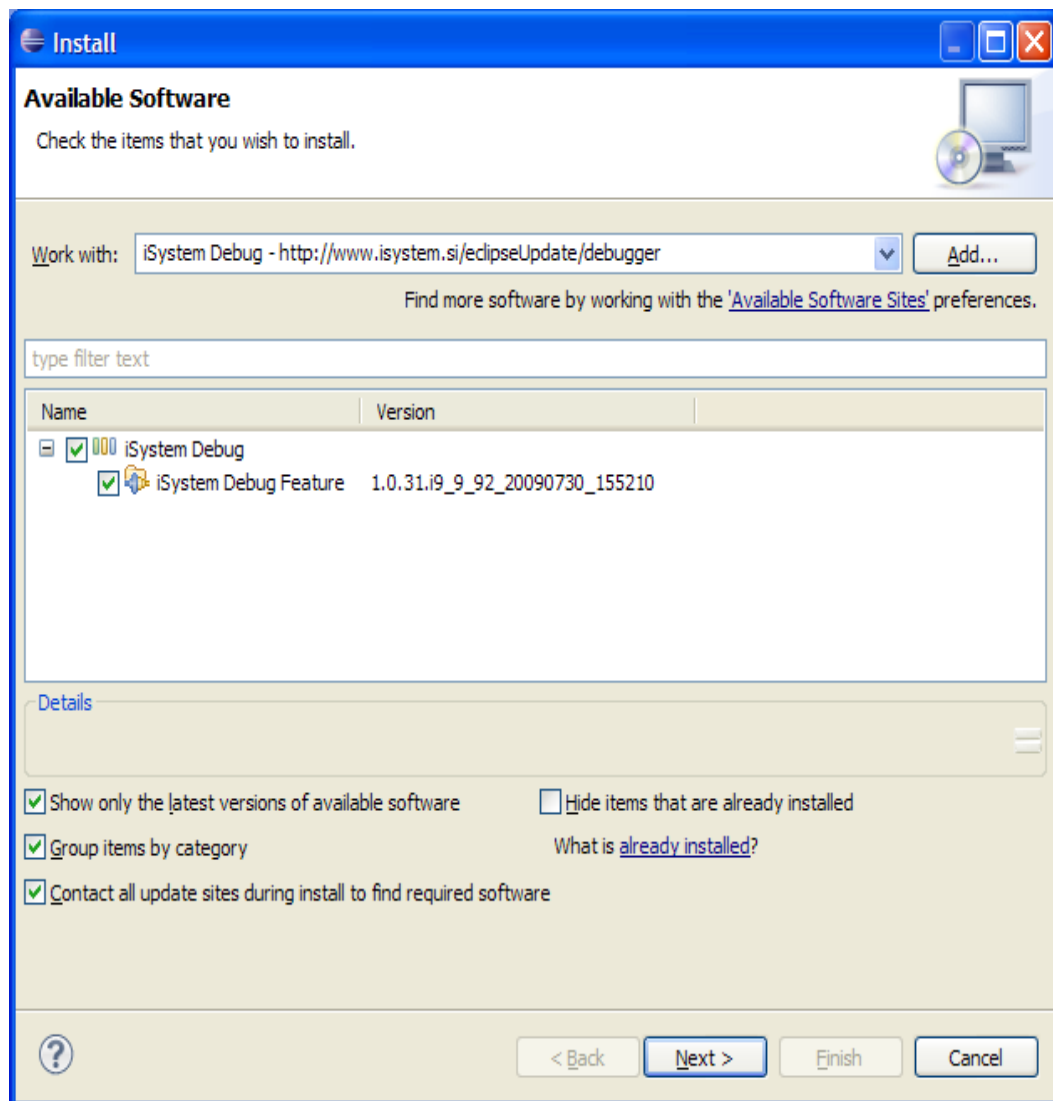 Install
Available Software
Check the items that you wish to install.
Work with: iSystem Debug - http://www.isystem.si/eclipseUpdate/debugger Add...
Find more software by working with the 'Available Software Sites' preferences.
type filter text
Name Version
iSystem Debug
iSystem Debug Feature 1.0.31.i9_9_92_20090730_155210
Details
Show only the latest versions of available software Hide items that are already installed
Group items by category What is already installed?
Contact all update sites during install to find required software
? < Back Next > Finish Cancel